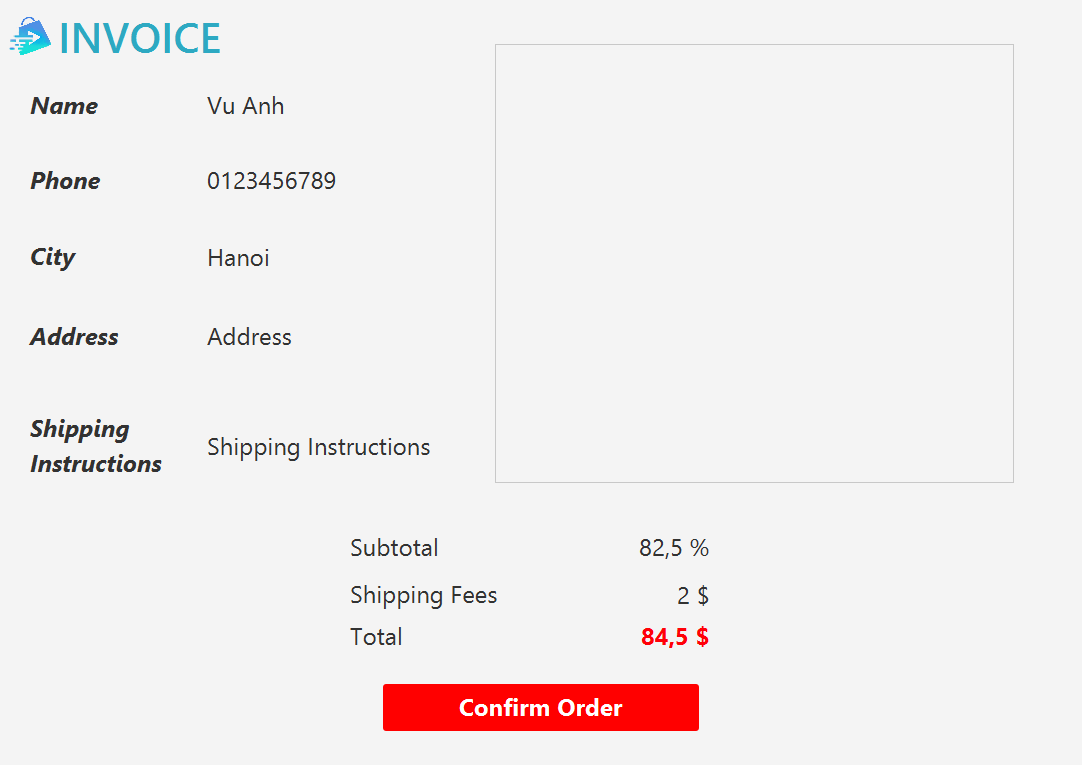 INVOICE
Name Vu Anh
Phone 0123456789
City Hanoi
Address Address
Shipping
Instructions Shipping Instructions
Subtotal 82,5 %
Shipping Fees 2 $
Total 84,5 $
Confirm Order